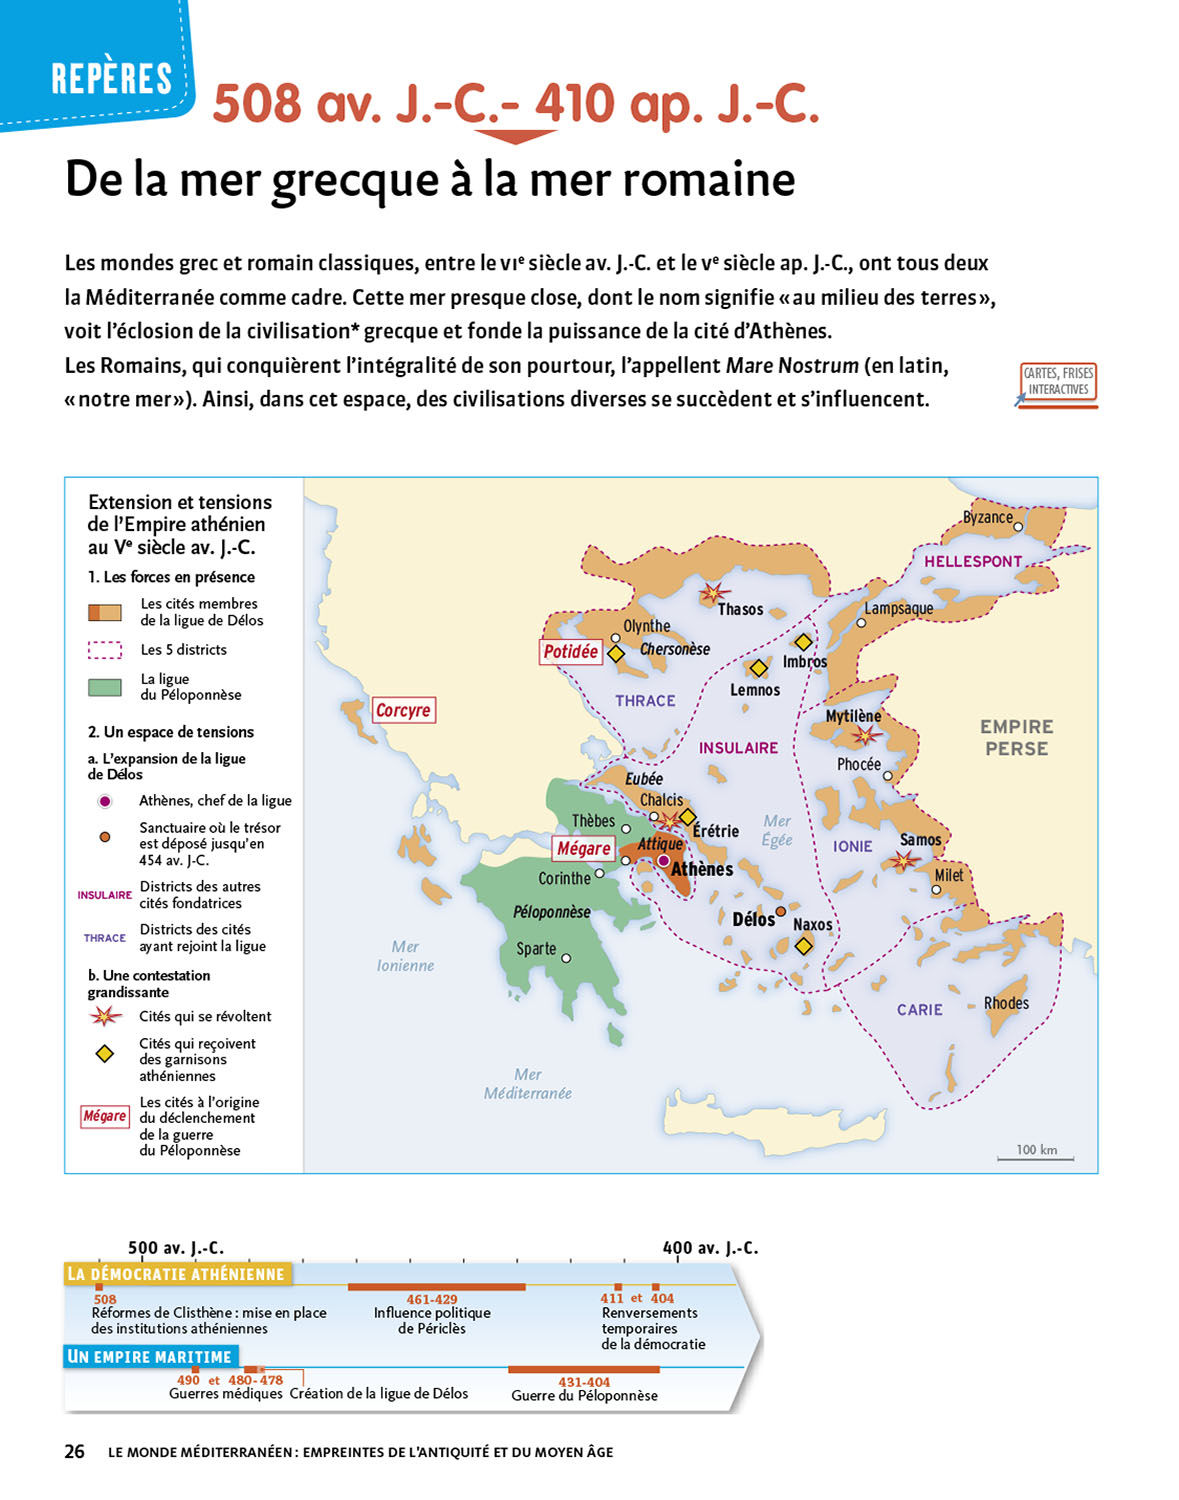 REPÈRES
508 av. J.-C.- 410 ap. J.-C.
De la mer grecque à la mer romaine
Les mondes grec et romain classiques, entre le VIe siècle av. J.-C. et le Ve siècle ap. J.-C., ont tous deux
la Méditerranée comme cadre. Cette mer presque close, dont le nom signifie « au milieu des terres »,
voit l'éclosion de la civilisation* grecque et fonde la puissance de la cité d'Athènes.
Les Romains, qui conquièrent l'intégralité de son pourtour, l'appellent Mare Nostrum (en latin,
« notre mer »). Ainsi, dans cet espace, des civilisations diverses se succèdent et s'influencent.
CARTES, FRISES
INTERACTIVES
Extension et tensions
de l'Empire athénien
au Ve siècle av. J.-C.
1. Les forces en présence
Les cités membres
de la ligue de Délos
Les 5 districts
La ligue
du Péloponnèse
2. Un espace de tensions
a. L'expansion de la ligue
de Délos
Athènes, chef de la ligue
Sanctuaire où le trésor
est déposé jusqu'en
454 av. J-C.
INSULAIRE
Districts des autres
cités fondatrices
THRACE
Districts des cités
ayant rejoint la ligue
b. Une contestation
grandissante
Cités qui se révoltent
Cités qui reçoivent
des garnisons
athéniennes
Mégare
Les cités à l'origine
du déclenchement
de la guerre
du Péloponnèse
Byzance
HELLESPONT
Thasos
Lampsaque
Olynthe
Potidée
Chersonèse
Imbros
Lemnos
THRACE
Corcyre
Mytilène
EMPIRE
PERSE
INSULAIRE
Phocée
Eubée
Chalcis
Thèbes
Érétrie
Mer
Égée
Attique
Mégare
IONIE
Samos
Athènes
Corinthe
Milet
Péloponnèse
Délos
Naxos
Sparte
Mer
Ionienne
CARIE
Rhodes
Mer
Méditerranée
100 km
500 av. J.-C.
400 av. J.-C.
LA DÉMOCRATIE ATHÉNIENNE
508
Réformes de Clisthène : mise en place
des institutions athéniennes
461-429
Influence politique
de Périclès
411 et 404
Renversements
temporaires
de la démocratie
UN EMPIRE MARITIME
490 et 480-478
Guerres médiques
Création de la ligue de Délos
431-404
Guerre du Péloponnèse
26 LE MONDE MÉDITERRANÉEN : EMPREINTES DE L'ANTIQUITÉ ET DU MOYEN ÂGE